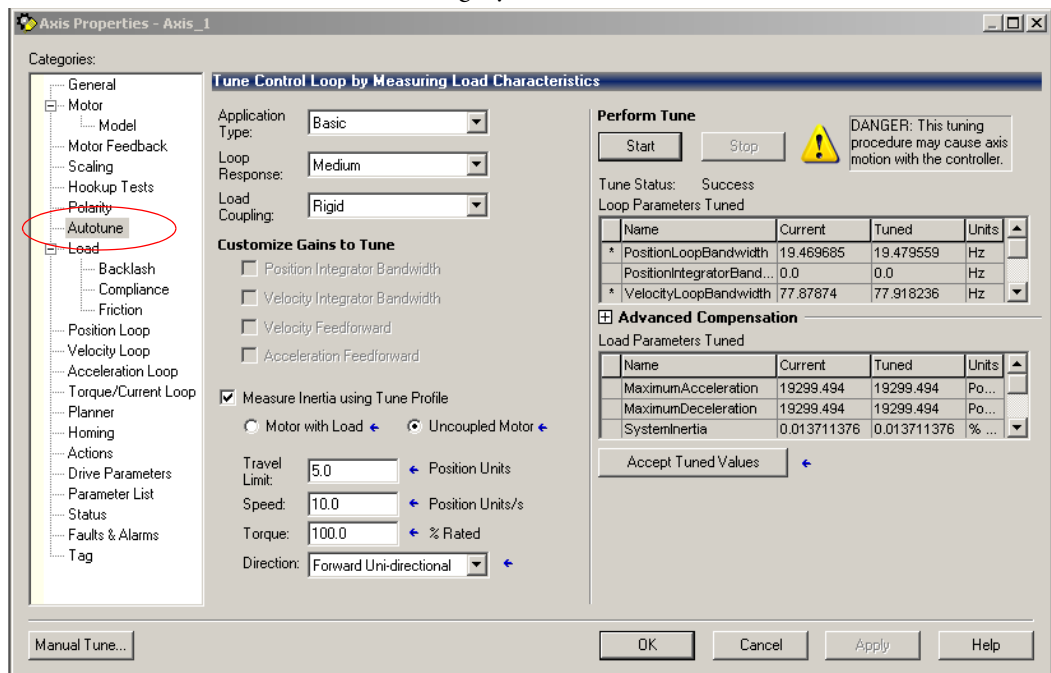 Axis Properties - Axis_1
Categories:
General
Motor
Model
Motor Feedback
Scaling
Hookup Tests
Polarity
Autotune
Load
Backlash
Compliance
Friction
Position Loop
Velocity Loop
Acceleration Loop
Torque/Current Loop
Planner
Homing
Actions
Drive Parameters
Parameter List
Status
Faults & Alarms
Tag
Tune Control Loop by Measuring Load Characteristics
Application Type: Basic
Loop Response: Medium
Load Coupling: Rigid
Customize Gains to Tune
Position Integrator Bandwidth
Velocity Integrator Bandwidth
Velocity Feedforward
Acceleration Feedforward
Measure Inertia using Tune Profile
Motor with Load Uncoupled Motor
Travel Limit: 5.0 Position Units
Speed: 10.0 Position Units/s
Torque: 100.0 % Rated
Direction: Forward Uni-directional
Perform Tune
Start Stop
DANGER: This tuning
procedure may cause axis
motion with the controller.
Tune Status: Success
Loop Parameters Tuned
Name Current Tuned Units
* PositionLoopBandwidth 19.469685 19.479559 Hz
PositionIntegratorBand... 0.0 0.0 Hz
* VelocityLoopBandwidth 77.87874 77.918236 Hz
Advanced Compensation
Load Parameters Tuned
Name Current Tuned Units
MaximumAcceleration 19299.494 19299.494 Po...
MaximumDeceleration 19299.494 19299.494 Po...
SystemInertia 0.013711376 0.013711376 % ...
Accept Tuned Values
Manual Tune... OK Cancel Apply Help